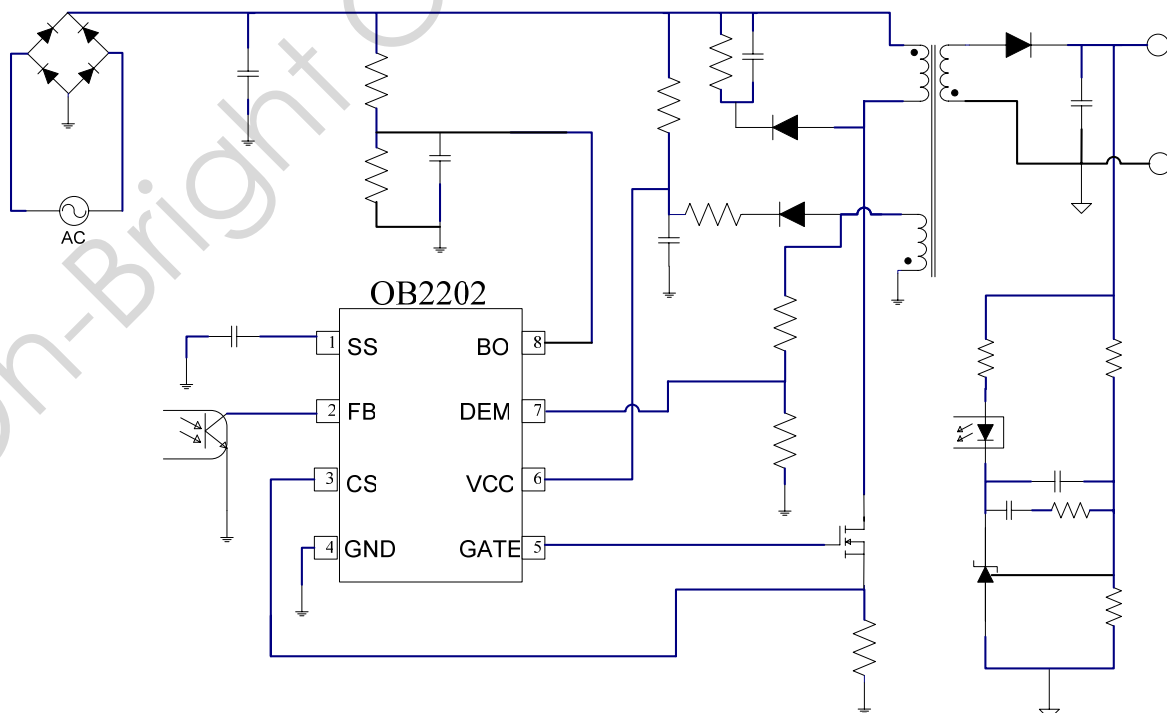 AC
OB2202
1 SS
BO 8
2 FB
DEM 7
3 CS
VCC 6
4 GND
GATE 5
n-Bright